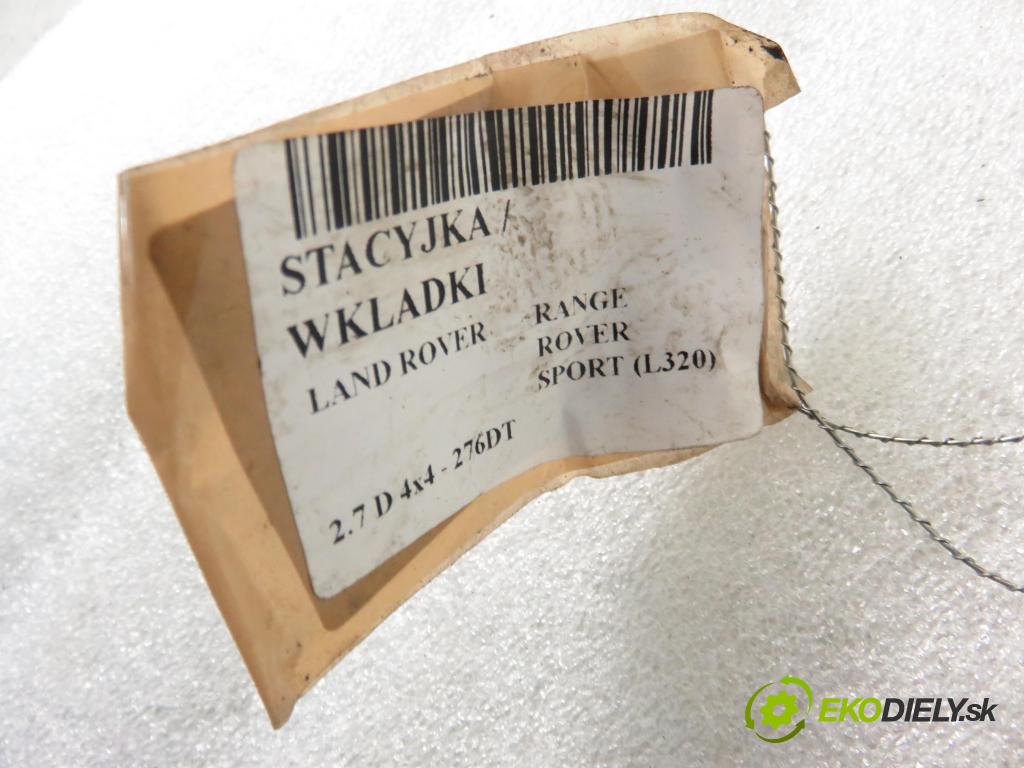 STACYJKA /
WKLADKI
LAND ROVER
RANGE
ROVER
SPORT (L320)
2.7 D 4x4 - 276DT
EKODIELY.sk